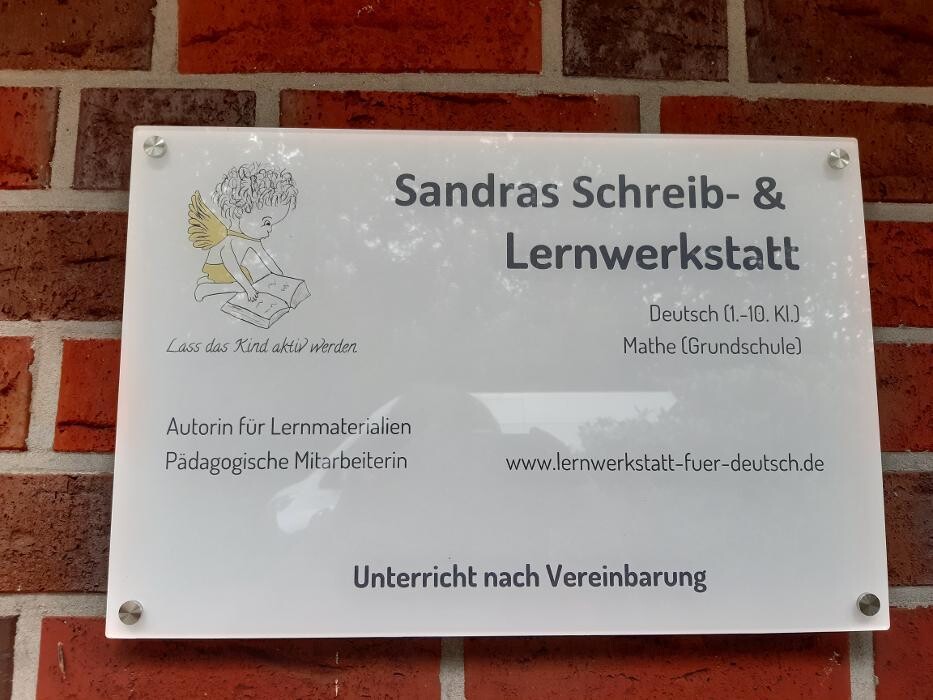 Sandras Schreib- &
Lernwerkstatt
Deutsch (1.-10. Kl.)
Mathe (Grundschule)
Lass das Kind aktiv werden
Autorin für Lernmaterialien
Pädagogische Mitarbeiterin
www.lernwerkstatt-fuer-deutsch.de
Unterricht nach Vereinbarung